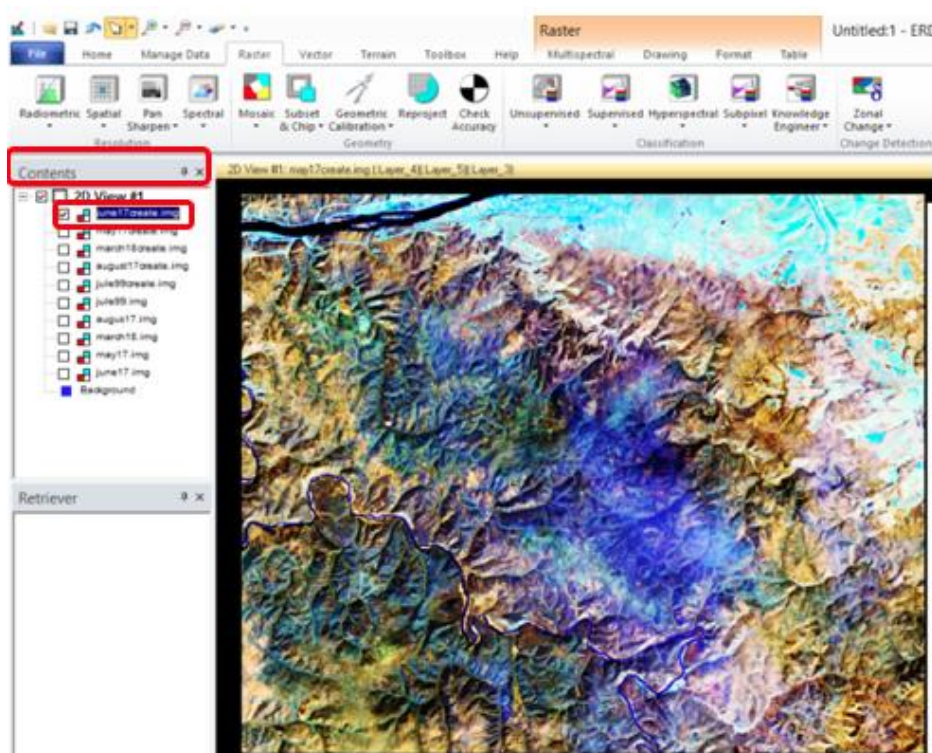 Raster
Untitled:1 - ERD
File Home Manage Data Raster Vector Terrain Toolbox Help Multispectral Drawing Format Table
Radiometric Spatial Pan Sharpen Spectral Mosaic Subset & Chip Geometric Calibration Reproject Check Accuracy Unsupervised Supervised Hyperspectral Subpixel Knowledge Engineer Zonal Change
Resolution Geometry Classification Change Detection
Contents
2D View #1: may17create.img (:Layer_4)(:Layer_5)(:Layer_3)
2D View #1
june17create.img
may17create.img
march18create.img
august17create.img
jule99create.img
jule99.img
august17.img
march18.img
may17.img
june17.img
Background
Retriever